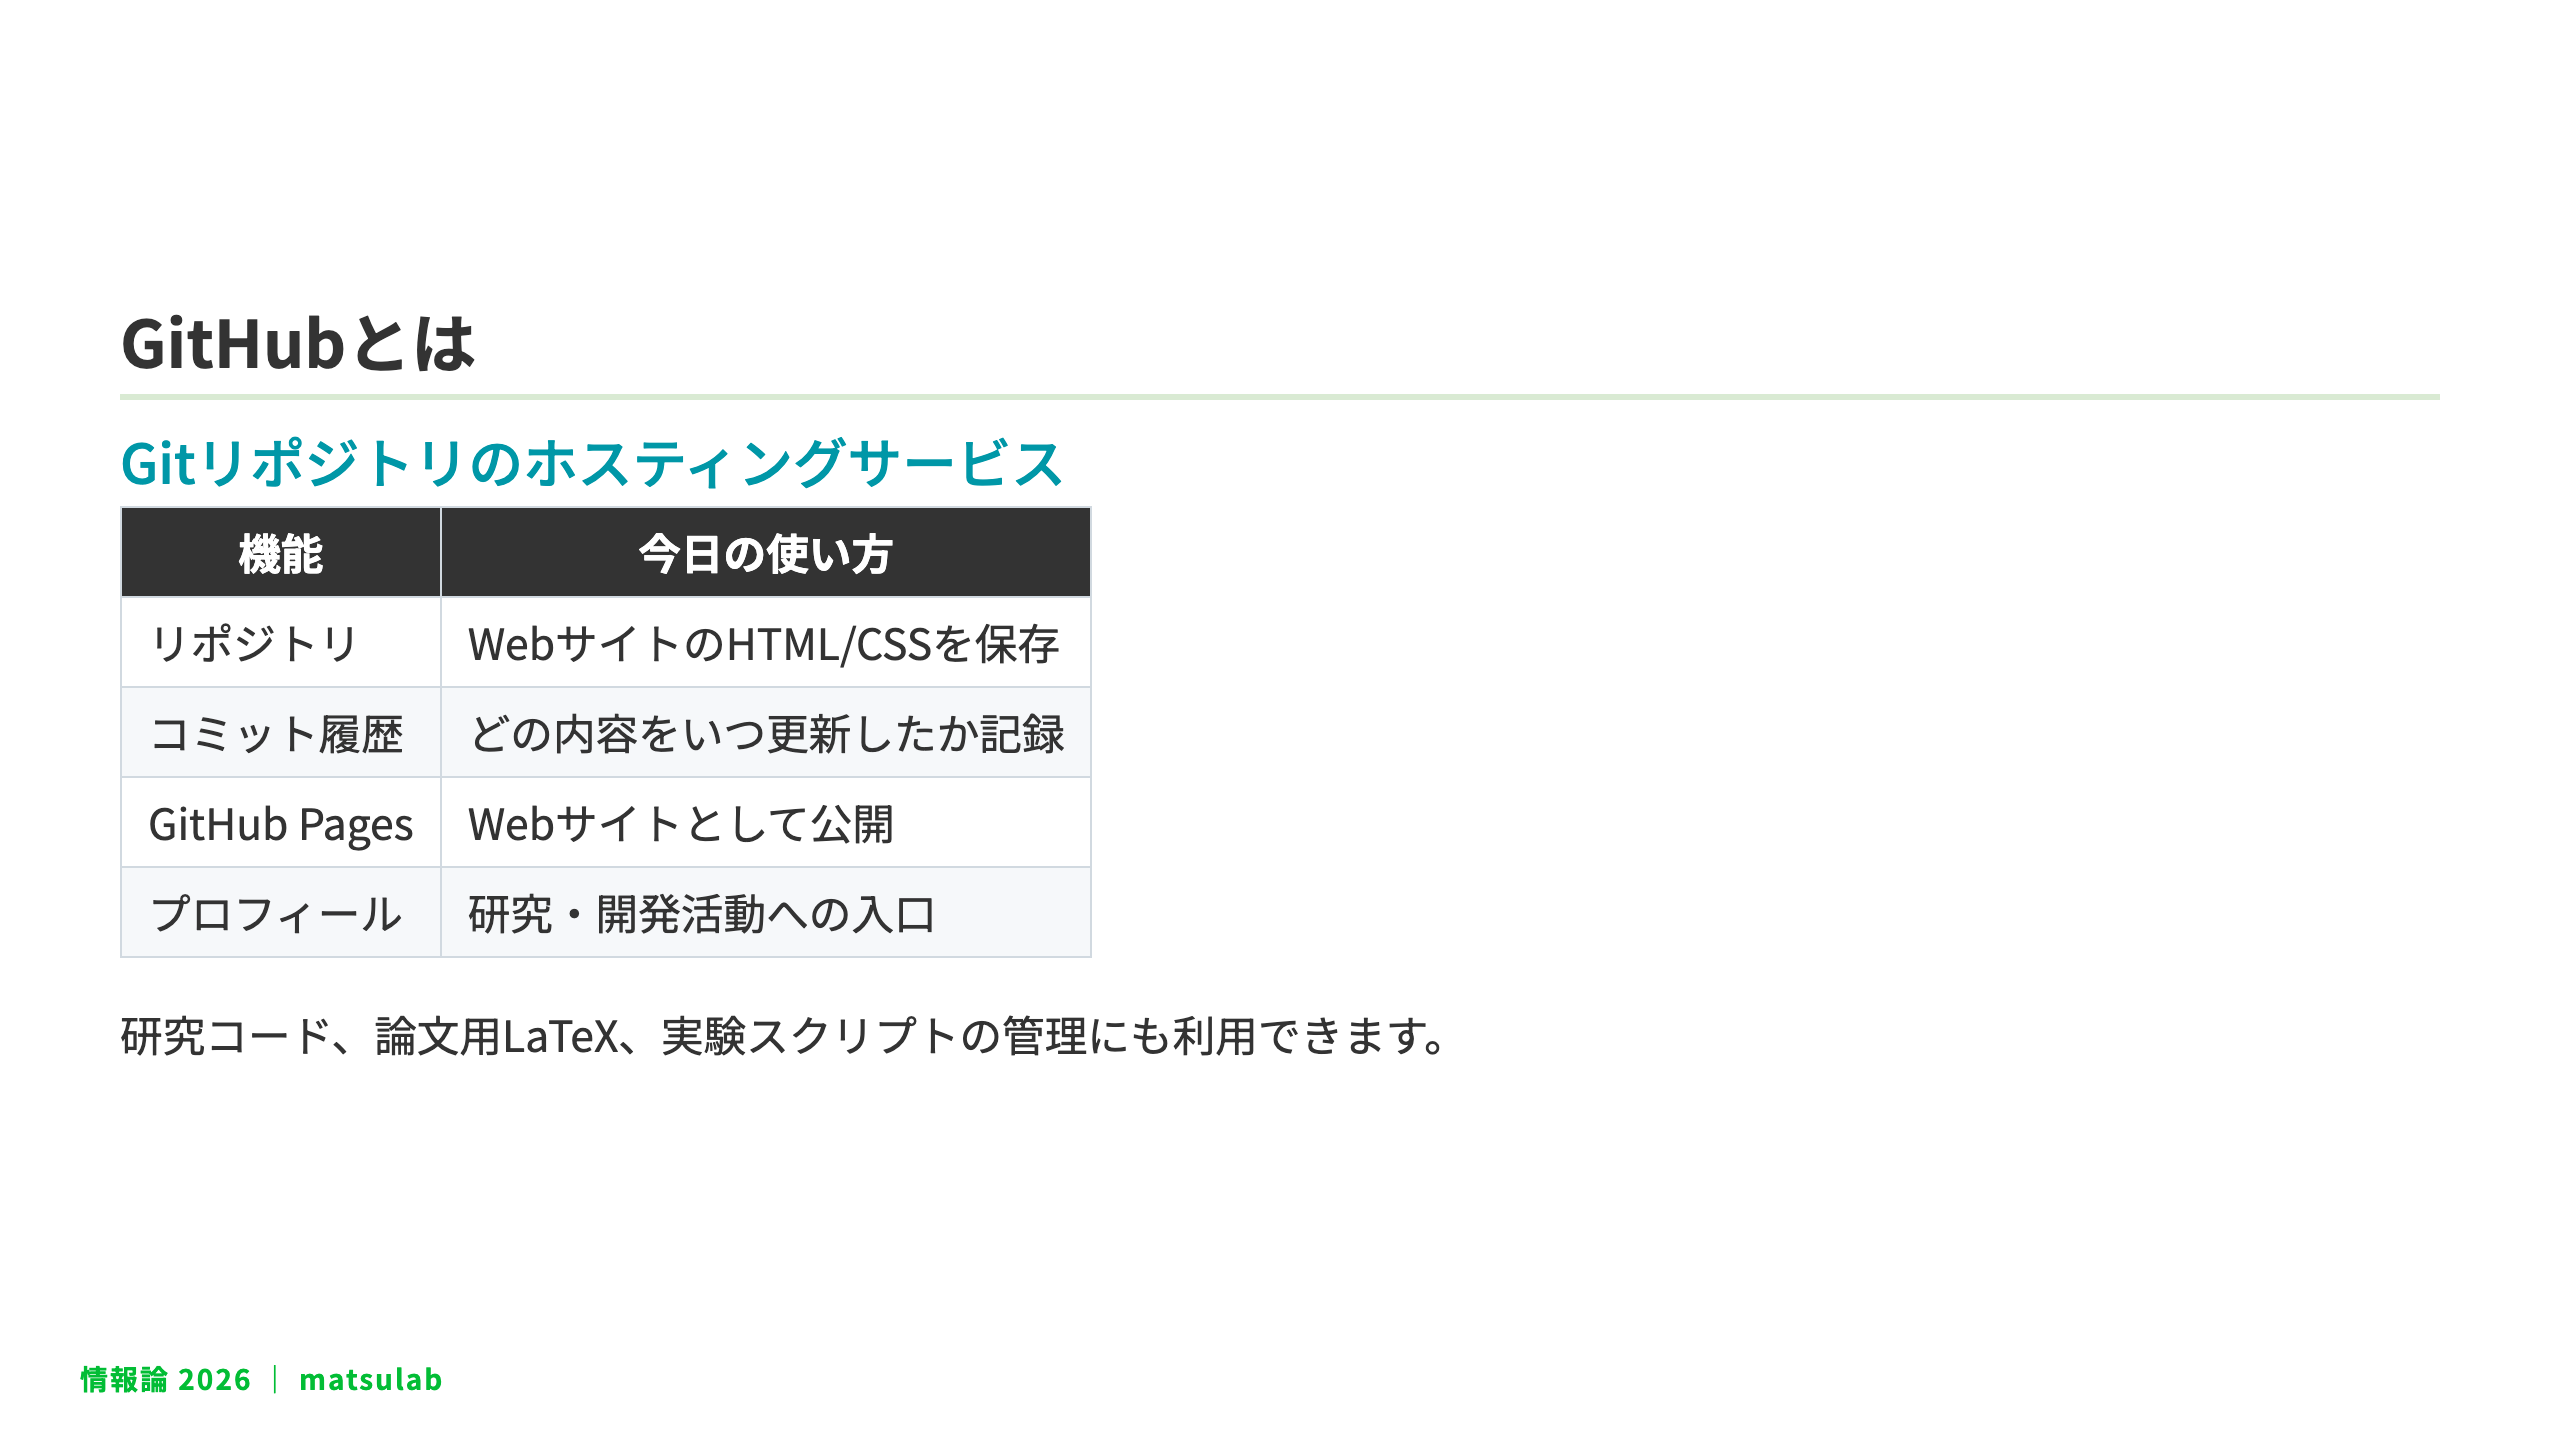 GitHubとは
Gitリポジトリのホスティングサービス
機能 今日の使い方
リポジトリ WebサイトのHTML/CSSを保存
コミット履歴 どの内容をいつ更新したか記録
GitHub Pages Webサイトとして公開
プロフィール 研究・開発活動への入口
研究コード、論文用LaTeX、実験スクリプトの管理にも利用できます。
情報論 2026 ｜ matsulab